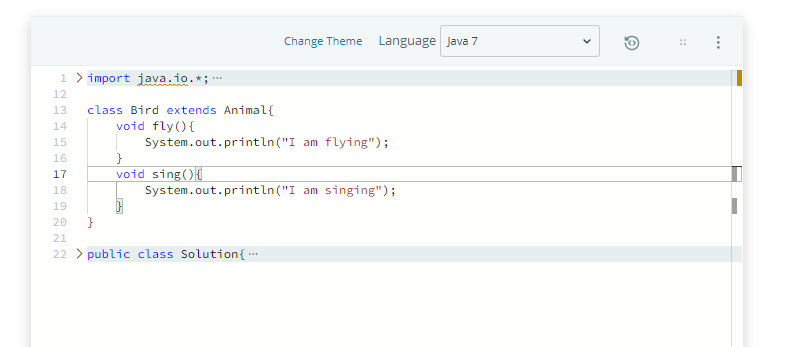 Change Theme Language Java 7
1 import java.io.*;⋯
12
13 class Bird extends Animal{
14 void fly(){
15 System.out.println("I am flying");
16 }
17 void sing(){
18 System.out.println("I am singing");
19 }
20 }
21
22 public class Solution{⋯